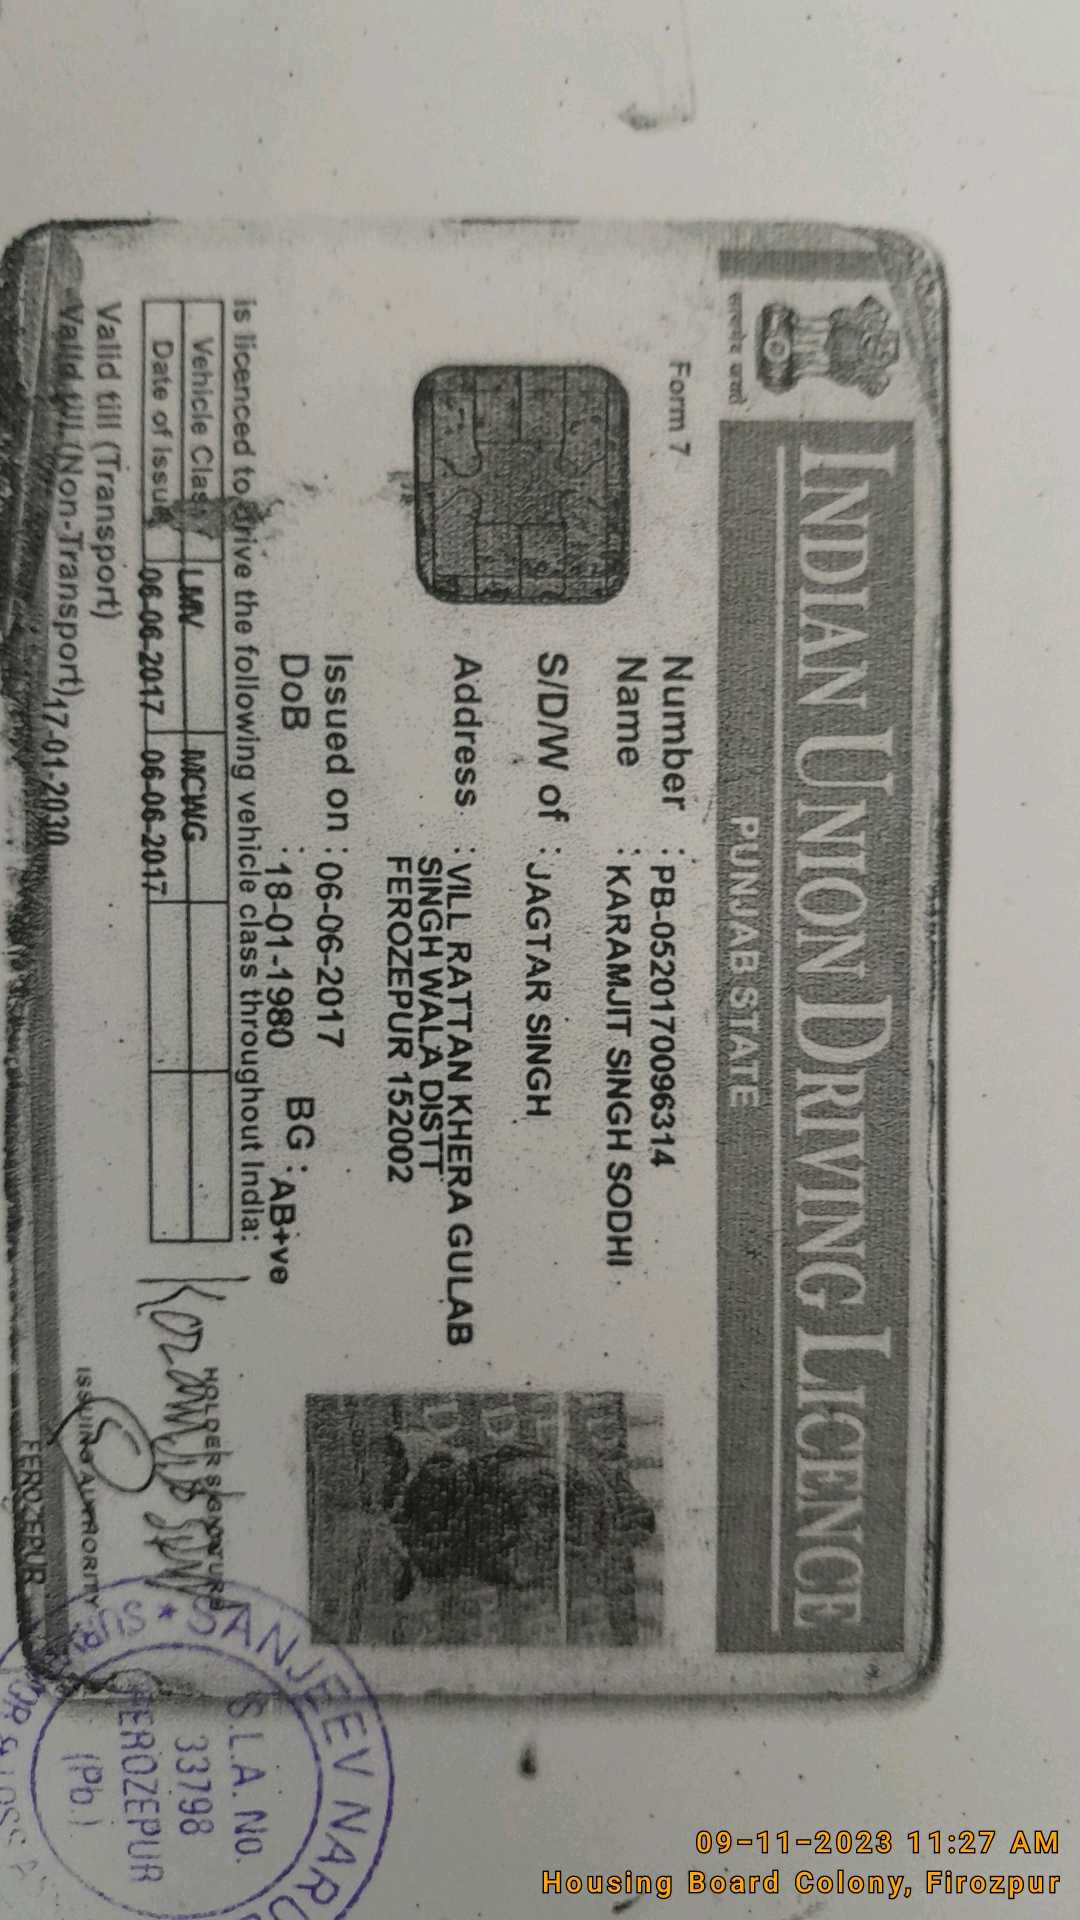 INDIAN UNION DRIVING LICENCE
PUNJAB STATE
सत्यमेव जयते
Form 7
Number : PB-0520170096314
Name : KARAMJIT SINGH SODHI
S/D/W of : JAGTAR SINGH
Address : VILL RATTAN KHERA GULAB
SINGH WALA DISTT
FEROZEPUR 152002
Issued on : 06-06-2017
DoB : 18-01-1980 BG : AB+ve
is licenced to drive the following vehicle class throughout India:
Vehicle Class LMV MCWG
Date of Issue 06-06-2017 06-06-2017
Valid till (Transport)
Valid till (Non-Transport) 17-01-2030
HOLDER SIGNATURE
ISSUING AUTHORITY
FEROZEPUR
SANJEEV
S.L.A. No.
33798
FEROZEPUR
(Pb.)
09-11-2023 11:27 AM
Housing Board Colony, Firozpur